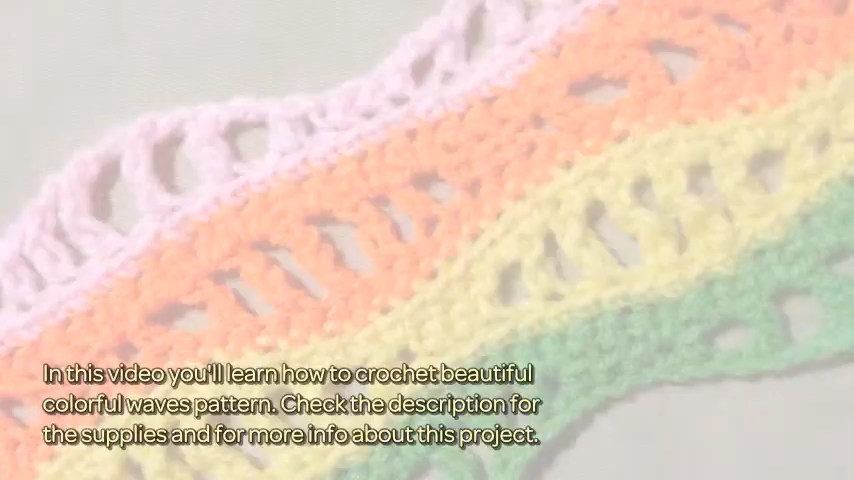 In this video you'll learn how to crochet beautiful
colorful waves pattern. Check the description for
the supplies and for more info about this project.